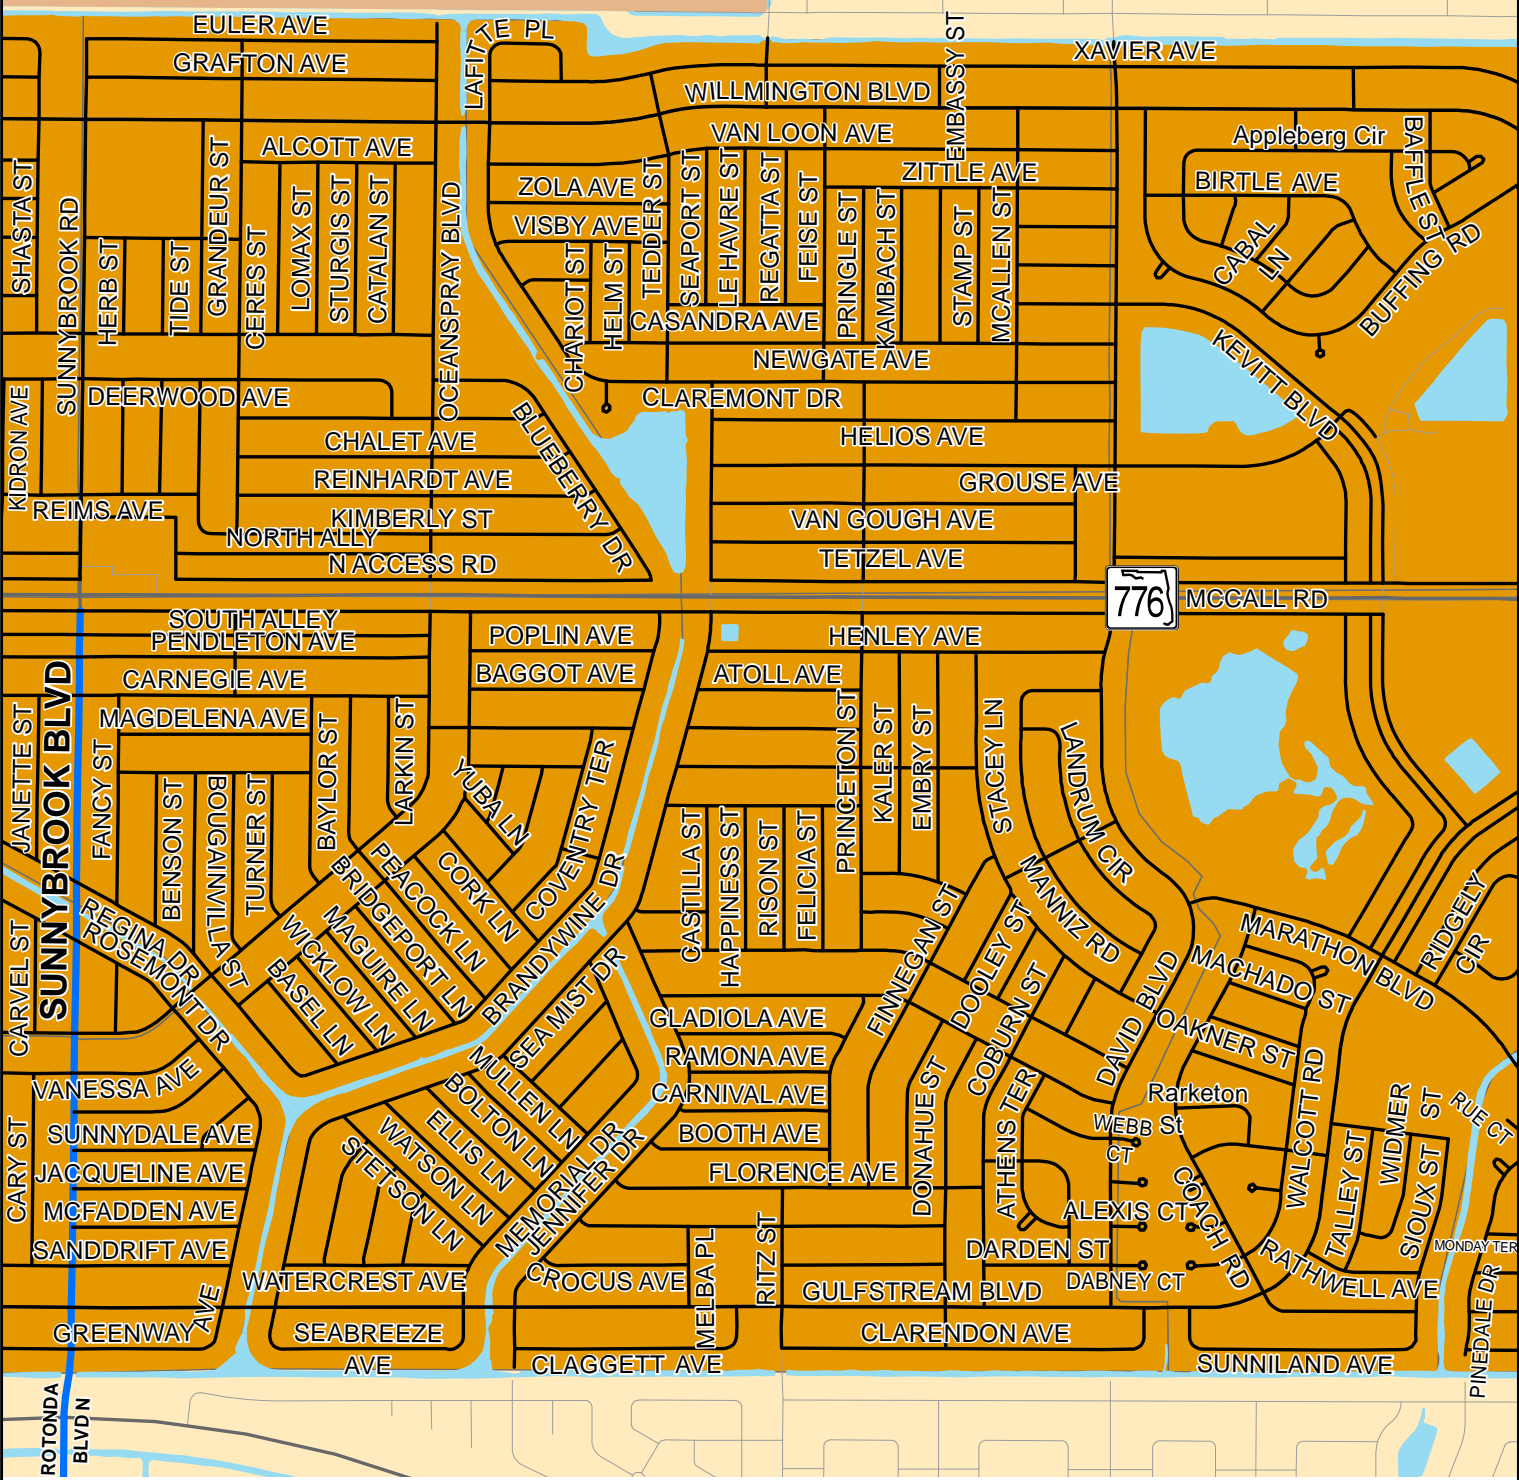 EULER AVE
LAFITTE PL
EMBASSY ST
XAVIER AVE
GRAFTON AVE
WILLMINGTON BLVD
VAN LOON AVE
Appleberg Cir
BAFFLE ST
ALCOTT AVE
ZITTLE AVE
BIRTLE AVE
SHASTA ST
SUNNYBROOK RD
GRANDEUR ST
LOMAX ST
STURGIS ST
CATALAN ST
OCEANSPRAY BLVD
ZOLA AVE
VISBY AVE
TEDDER ST
SEAPORT ST
LE HAVRE ST
REGATTA ST
FEISE ST
PRINGLE ST
KAMBACH ST
STAMP ST
MCALLEN ST
CABAL LN
BUFFING RD
HERB ST
TIDE ST
CERES ST
CHARIOT ST
HELM ST
CASANDRA AVE
NEWGATE AVE
KEVITT BLVD
KIDRON AVE
DEERWOOD AVE
CLAREMONT DR
CHALET AVE
BLUEBERRY DR
HELIOS AVE
REINHARDT AVE
GROUSE AVE
REIMS AVE
KIMBERLY ST
VAN GOUGH AVE
NORTH ALLY
N ACCESS RD
TETZEL AVE
776
MCCALL RD
SOUTH ALLEY
PENDLETON AVE
POPLIN AVE
HENLEY AVE
CARNEGIE AVE
BAGGOT AVE
ATOLL AVE
JANETTE ST
SUNNYBROOK BLVD
MAGDELENA AVE
FANCY ST
BAYLOR ST
LARKIN ST
PRINCETON ST
KALER ST
EMBRY ST
STACEY LN
LANDRUM CIR
BENSON ST
BOUGAINVILLA ST
TURNER ST
YUBA LN
COVENTRY TER
CASTILLA ST
HAPPINESS ST
RISON ST
FELICIA ST
PEACOCK LN
BRIDGEPORT LN
CORK LN
BRANDYWINE DR
MANNIZ RD
RIDGELY CIR
CARVEL ST
REGINA DR
ROSEMONT DR
WICKLOW LN
MAGUIRE LN
BASEL LN
SEA MIST DR
FINNEGAN ST
DOOLEY ST
COBURN ST
DAVID BLVD
MARATHON BLVD
MACHADO ST
OAKNER ST
GLADIOLA AVE
RAMONA AVE
CARNIVAL AVE
BOOTH AVE
FLORENCE AVE
VANESSA AVE
MULLEN LN
BOLTON LN
ELLIS LN
WATSON LN
STETSON LN
MEMORIAL DR
JENNIFER DR
DONAHUE ST
ATHENS TER
Rarketon St
WEBB CT
WALCOTT RD
WIDMER ST
RUE CT
CARY ST
SUNNYDALE AVE
JACQUELINE AVE
MCFADDEN AVE
SANDDRIFT AVE
TALLEY ST
SIOUX ST
COACH RD
ALEXIS CT
MELBA PL
RITZ ST
DARDEN ST
DABNEY CT
RATHWELL AVE
MONDAY TER
PINEDALE DR
WATERCREST AVE
CROCUS AVE
GULFSTREAM BLVD
GREENWAY AVE
SEABREEZE AVE
CLARENDON AVE
CLAGGETT AVE
SUNNILAND AVE
ROTONDA
BLVD N